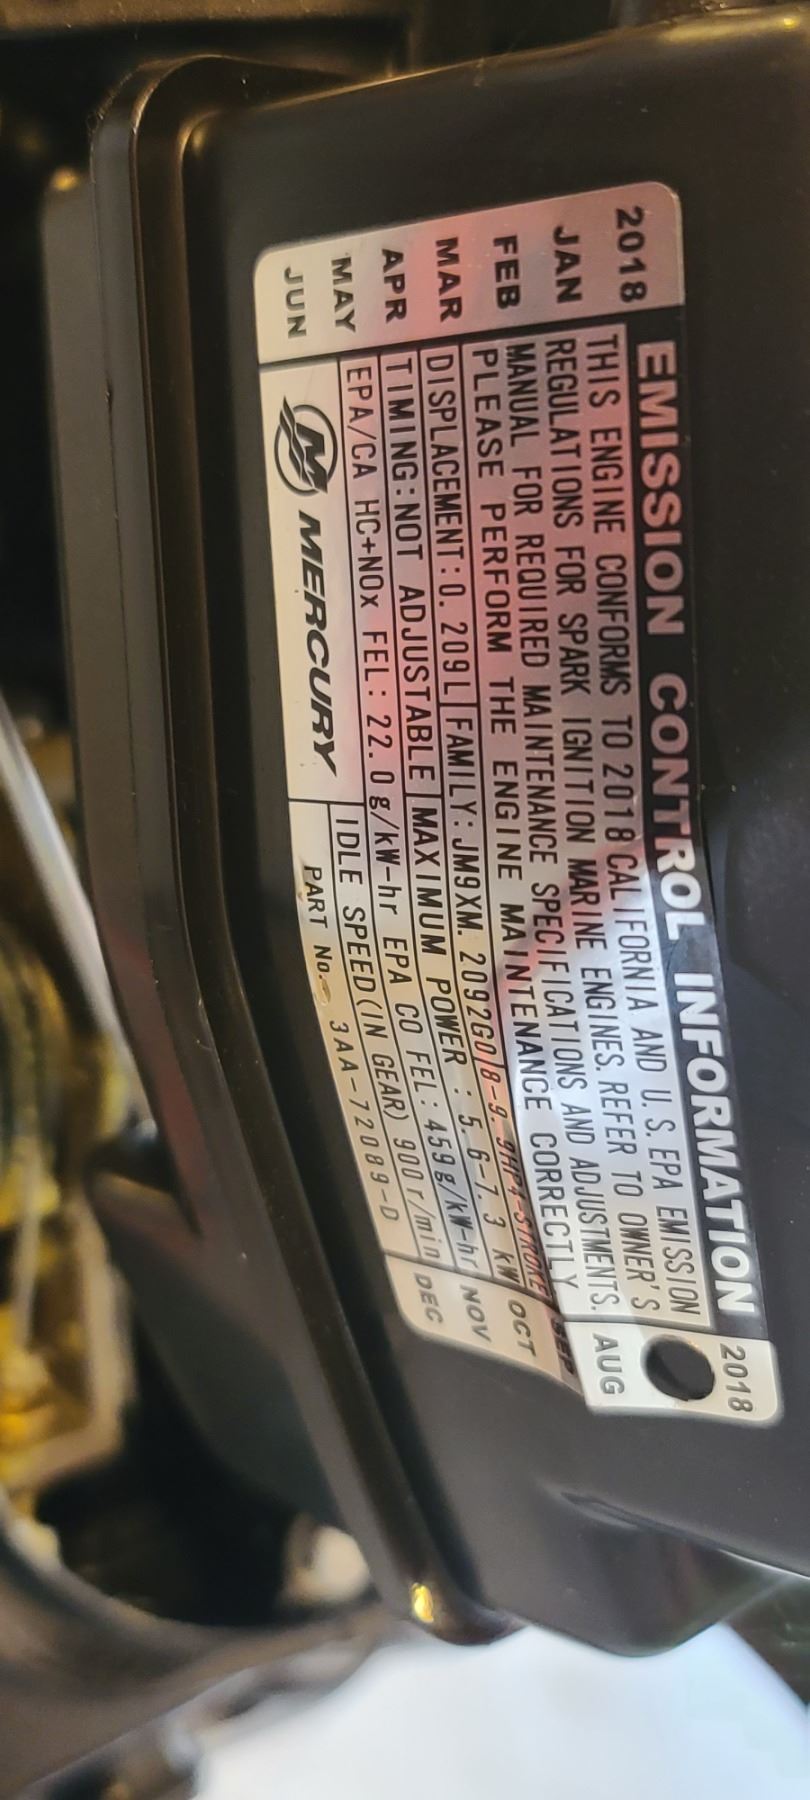 EMISSION CONTROL INFORMATION
2018
JAN
FEB
MAR
APR
MAY
JUN
THIS ENGINE CONFORMS TO 2018 CALIFORNIA AND U.S. EPA EMISSION
REGULATIONS FOR SPARK IGNITION MARINE ENGINES. REFER TO OWNER'S
MANUAL FOR REQUIRED MAINTENANCE SPECIFICATIONS AND ADJUSTMENTS.
PLEASE PERFORM THE ENGINE MAINTENANCE CORRECTLY
DISPLACEMENT:0.209L FAMILY:JM9XM.2092G0 8-9.9HP4-STROKE
TIMING:NOT ADJUSTABLE MAXIMUM POWER : 5.6-7.3 kW
EPA/CA HC+NOx FEL:22.0g/kW-hr EPA CO FEL:459g/kW-hr
IDLE SPEED(IN GEAR) 900r/min
MERCURY
PART No. 3AA-72089-D
2018
AUG
SEP
OCT
NOV
DEC